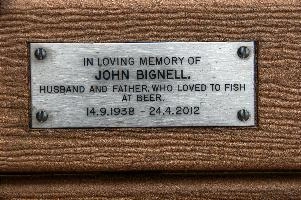 IN LOVING MEMORY OF
JOHN BIGNELL.
HUSBAND AND FATHER, WHO LOVED TO FISH
AT BEER.
14.9.1938 - 24.4.2012